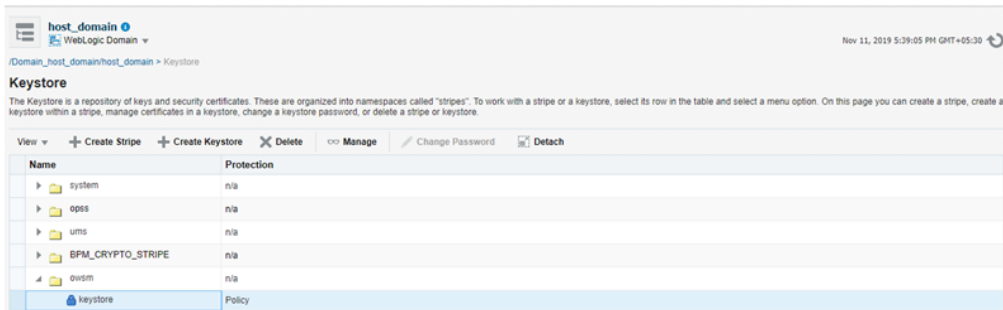 host_domain
WebLogic Domain
Nov 11, 2019 5:39:05 PM GMT+05:30
/Domain_host_domain/host_domain > Keystore
Keystore
The Keystore is a repository of keys and security certificates. These are organized into namespaces called "stripes". To work with a stripe or a keystore, select its row in the table and select a menu option. On this page you can create a stripe, create a
keystore within a stripe, manage certificates in a keystore, change a keystore password, or delete a stripe or keystore.
View Create Stripe Create Keystore Delete Manage Change Password Detach
Name Protection
system n/a
opss n/a
ums n/a
BPM_CRYPTO_STRIPE n/a
owsm n/a
keystore Policy